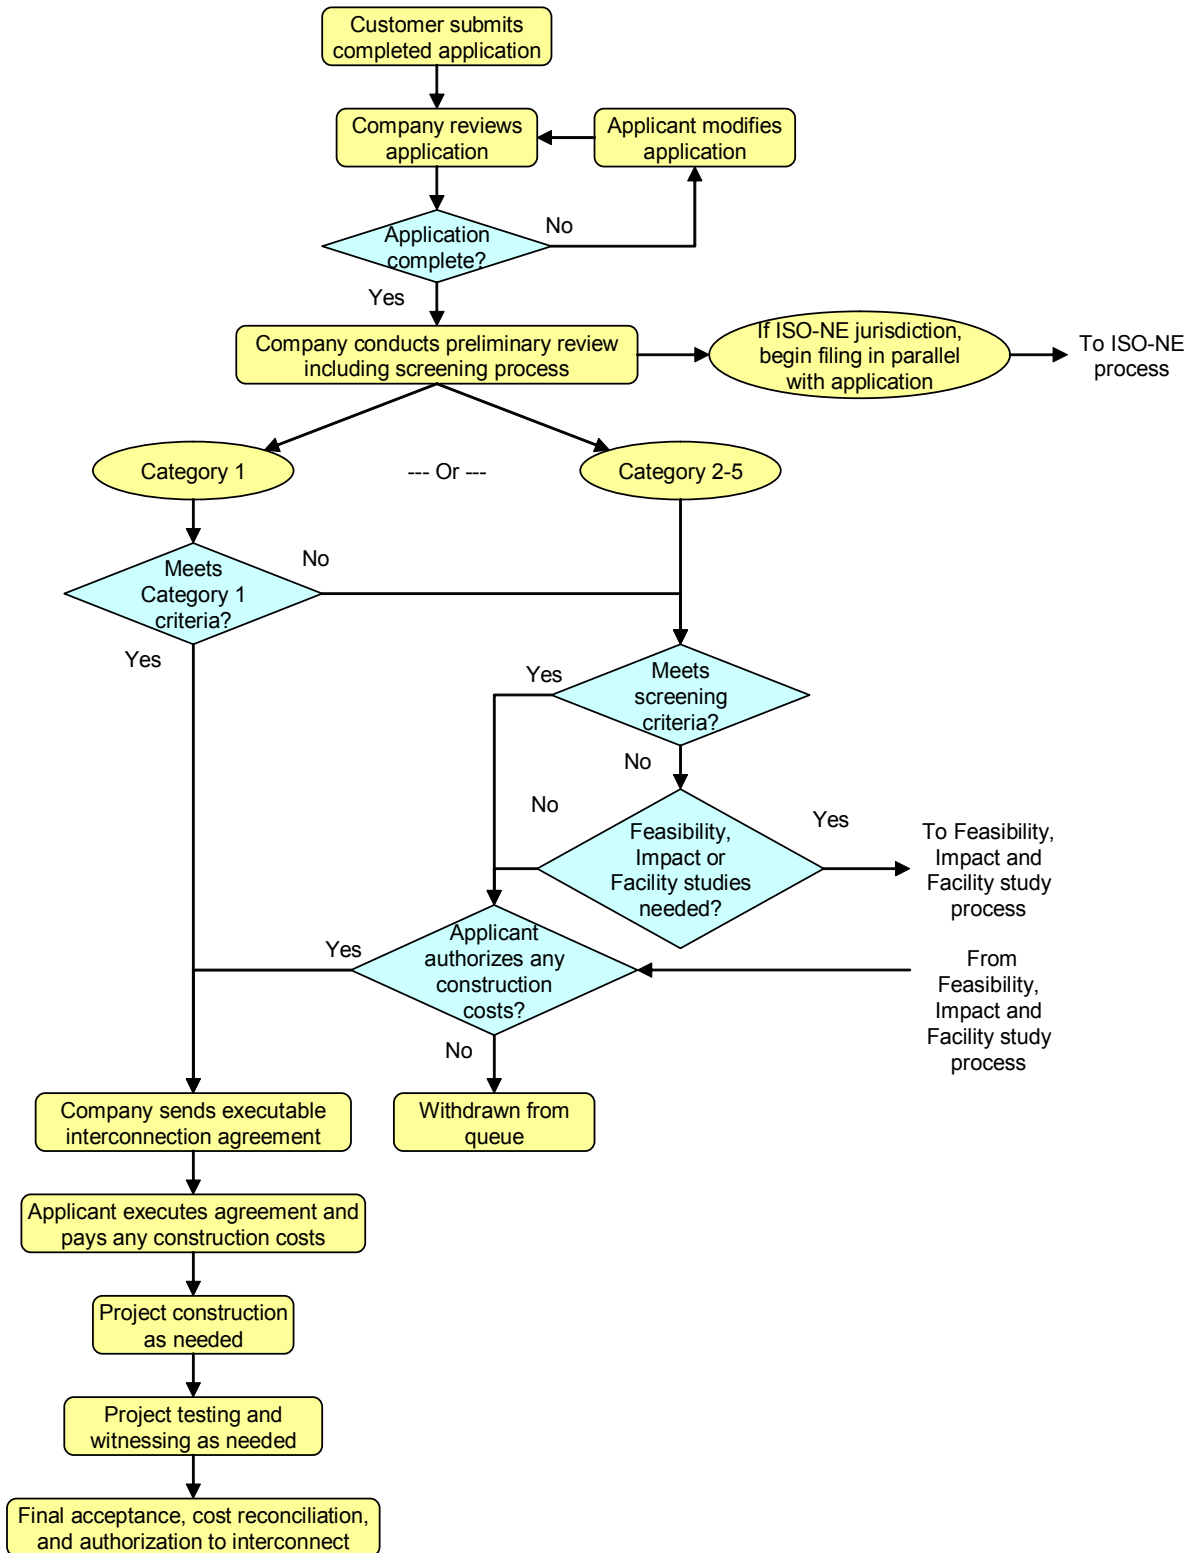 Customer submits
completed application
Company reviews
application
Applicant modifies
application
Application
complete?
No
Yes
Company conducts preliminary review
including screening process
If ISO-NE jurisdiction,
begin filing in parallel
with application
To ISO-NE
process
Category 1
--- Or ---
Category 2-5
Meets
Category 1
criteria?
No
Yes
Meets
screening
criteria?
Yes
No
Feasibility,
Impact or
Facility studies
needed?
No
Yes
To Feasibility,
Impact and
Facility study
process
Applicant
authorizes any
construction
costs?
Yes
No
From
Feasibility,
Impact and
Facility study
process
Company sends executable
interconnection agreement
Withdrawn from
queue
Applicant executes agreement and
pays any construction costs
Project construction
as needed
Project testing and
witnessing as needed
Final acceptance, cost reconciliation,
and authorization to interconnect